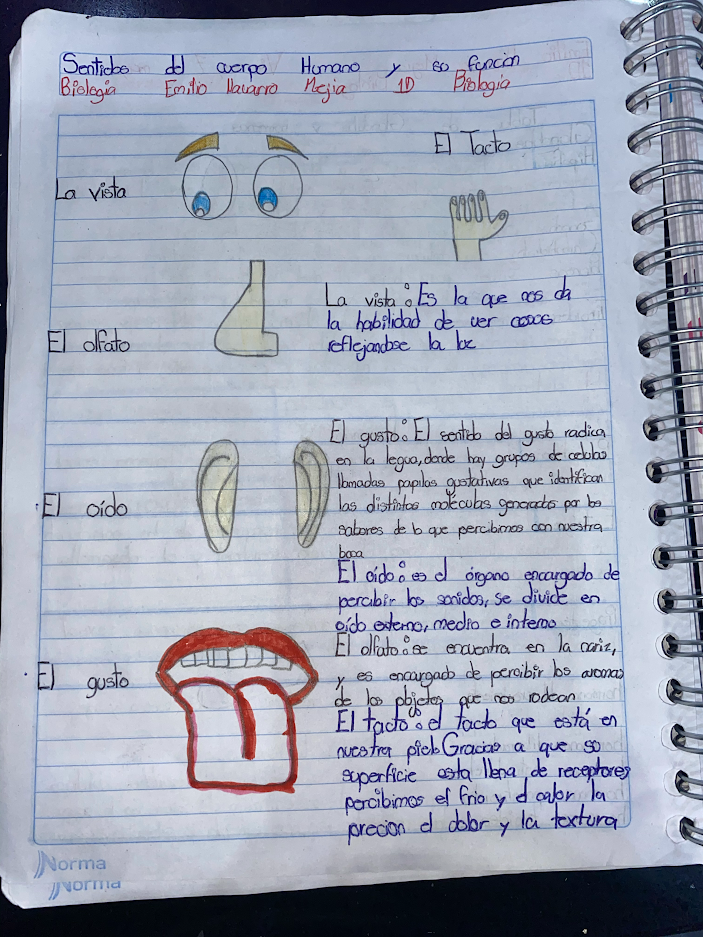 Sentidos del cuerpo Humano y su función
Biologia Emilio Navarro Mejia 1D Biologia
El Tacto
La vista
La vista: Es la que nos da
la habilidad de ver cosas
reflejandose la luz
El olfato
El gusto: El sentido del gusto radica
en la legua, donde hay grupos de celulas
llamadas papilas gustativas que identifican
las distintas moleculas generadas por los
sabores de lo que percibimos con nuestra
boca
El oído
El oído: es el órgano encargado de
percibir los sonidos, se divide en
oído externo, medio e interno
El olfato: se encuentra en la nariz,
y es encargado de percibir los aromas
de los objetos que nos rodean
El gusto
El tacto: el tacto que está en
nuestra piel. Gracias a que su
superficie esta llena de receptores
percibimos el frio y el calor la
precion el dolor y la textura
Norma
Norma